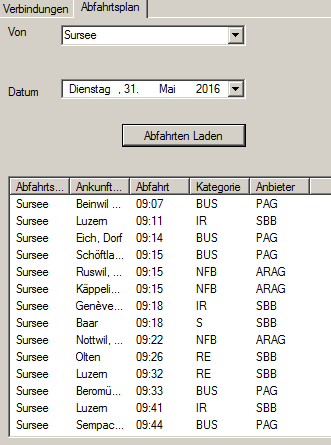 Verbindungen Abfahrtsplan
Von Sursee
Datum Dienstag , 31. Mai 2016
Abfahrten Laden
Abfahrts... Ankunft... Abfahrt Kategorie Anbieter
Sursee Beinwil ... 09:07 BUS PAG
Sursee Luzern 09:11 IR SBB
Sursee Eich, Dorf 09:14 BUS PAG
Sursee Schöftla... 09:15 BUS PAG
Sursee Ruswil, ... 09:15 NFB ARAG
Sursee Käppeli... 09:15 NFB ARAG
Sursee Genève... 09:18 IR SBB
Sursee Baar 09:18 S SBB
Sursee Nottwil, ... 09:22 NFB ARAG
Sursee Olten 09:26 RE SBB
Sursee Luzern 09:32 RE SBB
Sursee Beromü... 09:33 BUS PAG
Sursee Luzern 09:41 IR SBB
Sursee Sempac... 09:44 BUS PAG